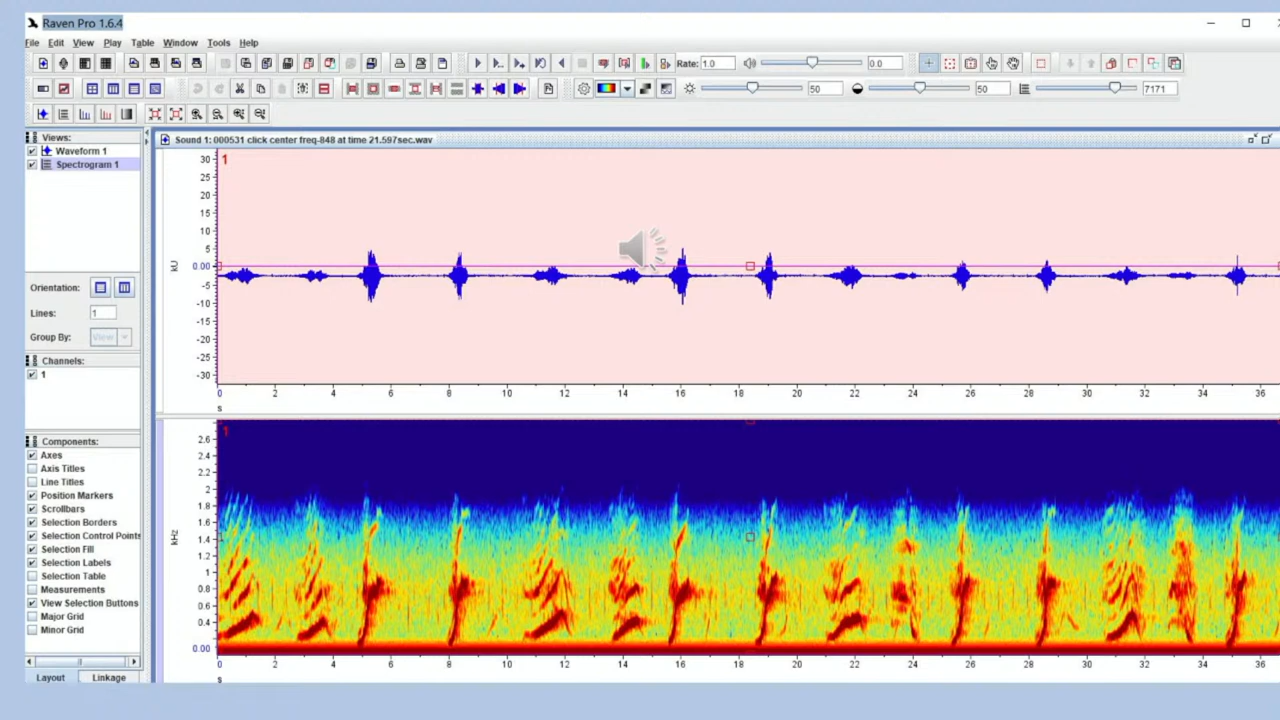 Raven Pro 1.6.4
File Edit View Play Table Window Tools Help
Rate: 1.0 0.0
50 50 7171
Views:
Waveform 1
Spectrogram 1
Orientation:
Lines: 1
Group By: View
Channels:
1
Components:
Axes
Axis Titles
Line Titles
Position Markers
Scrollbars
Selection Borders
Selection Control Points
Selection Fill
Selection Labels
Selection Table
Measurements
View Selection Buttons
Major Grid
Minor Grid
Layout Linkage
Sound 1: 000531 click center freq-848 at time 21.597sec.wav
1
30
25
20
15
10
5
0.00
-5
-10
-15
-20
-25
-30
kU
0 2 4 6 8 10 12 14 16 18 20 22 24 26 28 30 32 34 36
s
1
2.6
2.4
2.2
2
1.8
1.6
1.4
1.2
1
0.8
0.6
0.4
0.00
kHz
0 2 4 6 8 10 12 14 16 18 20 22 24 26 28 30 32 34 36
s